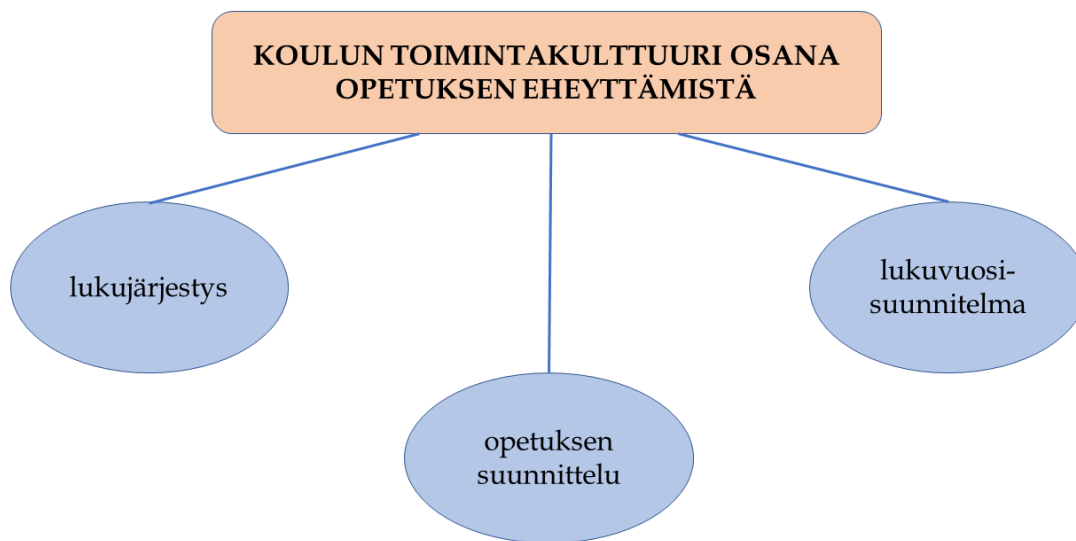 KOULUN TOIMINTAKULTTUURI OSANA
OPETUKSEN EHEYTTÄMISTÄ
lukujärjestys
lukuvuosi-
suunnitelma
opetuksen
suunnittelu